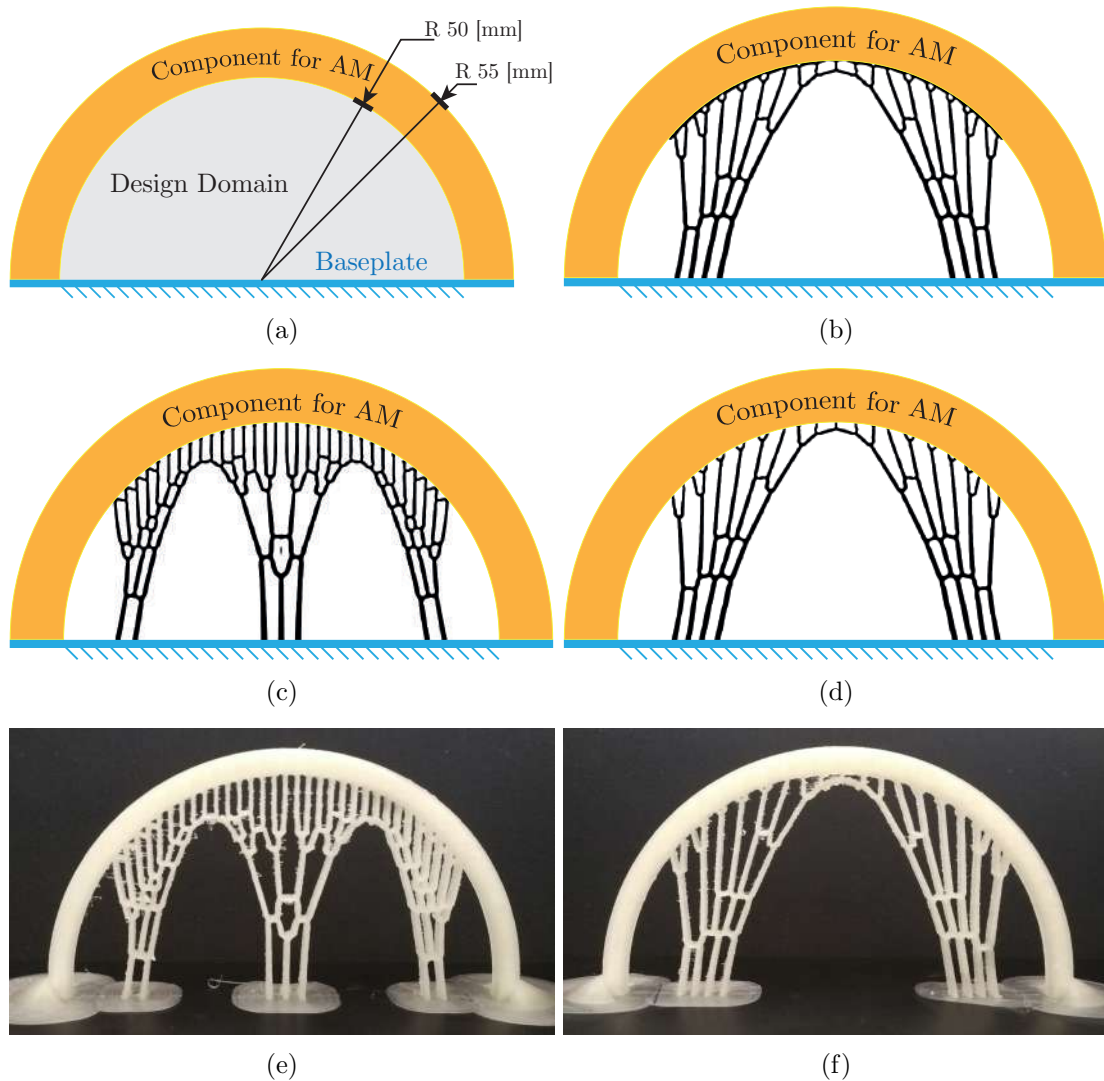 Component for AM
R 50 [mm]
R 55 [mm]
Design Domain
Baseplate
(a)
Component for AM
(b)
Component for AM
(c)
Component for AM
(d)
(e)
(f)